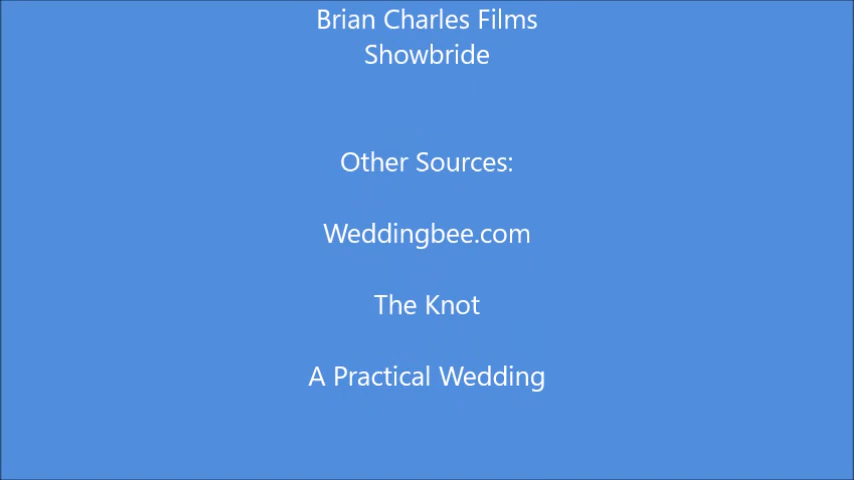 Brian Charles Films
Showbride
Other Sources:
Weddingbee.com
The Knot
A Practical Wedding